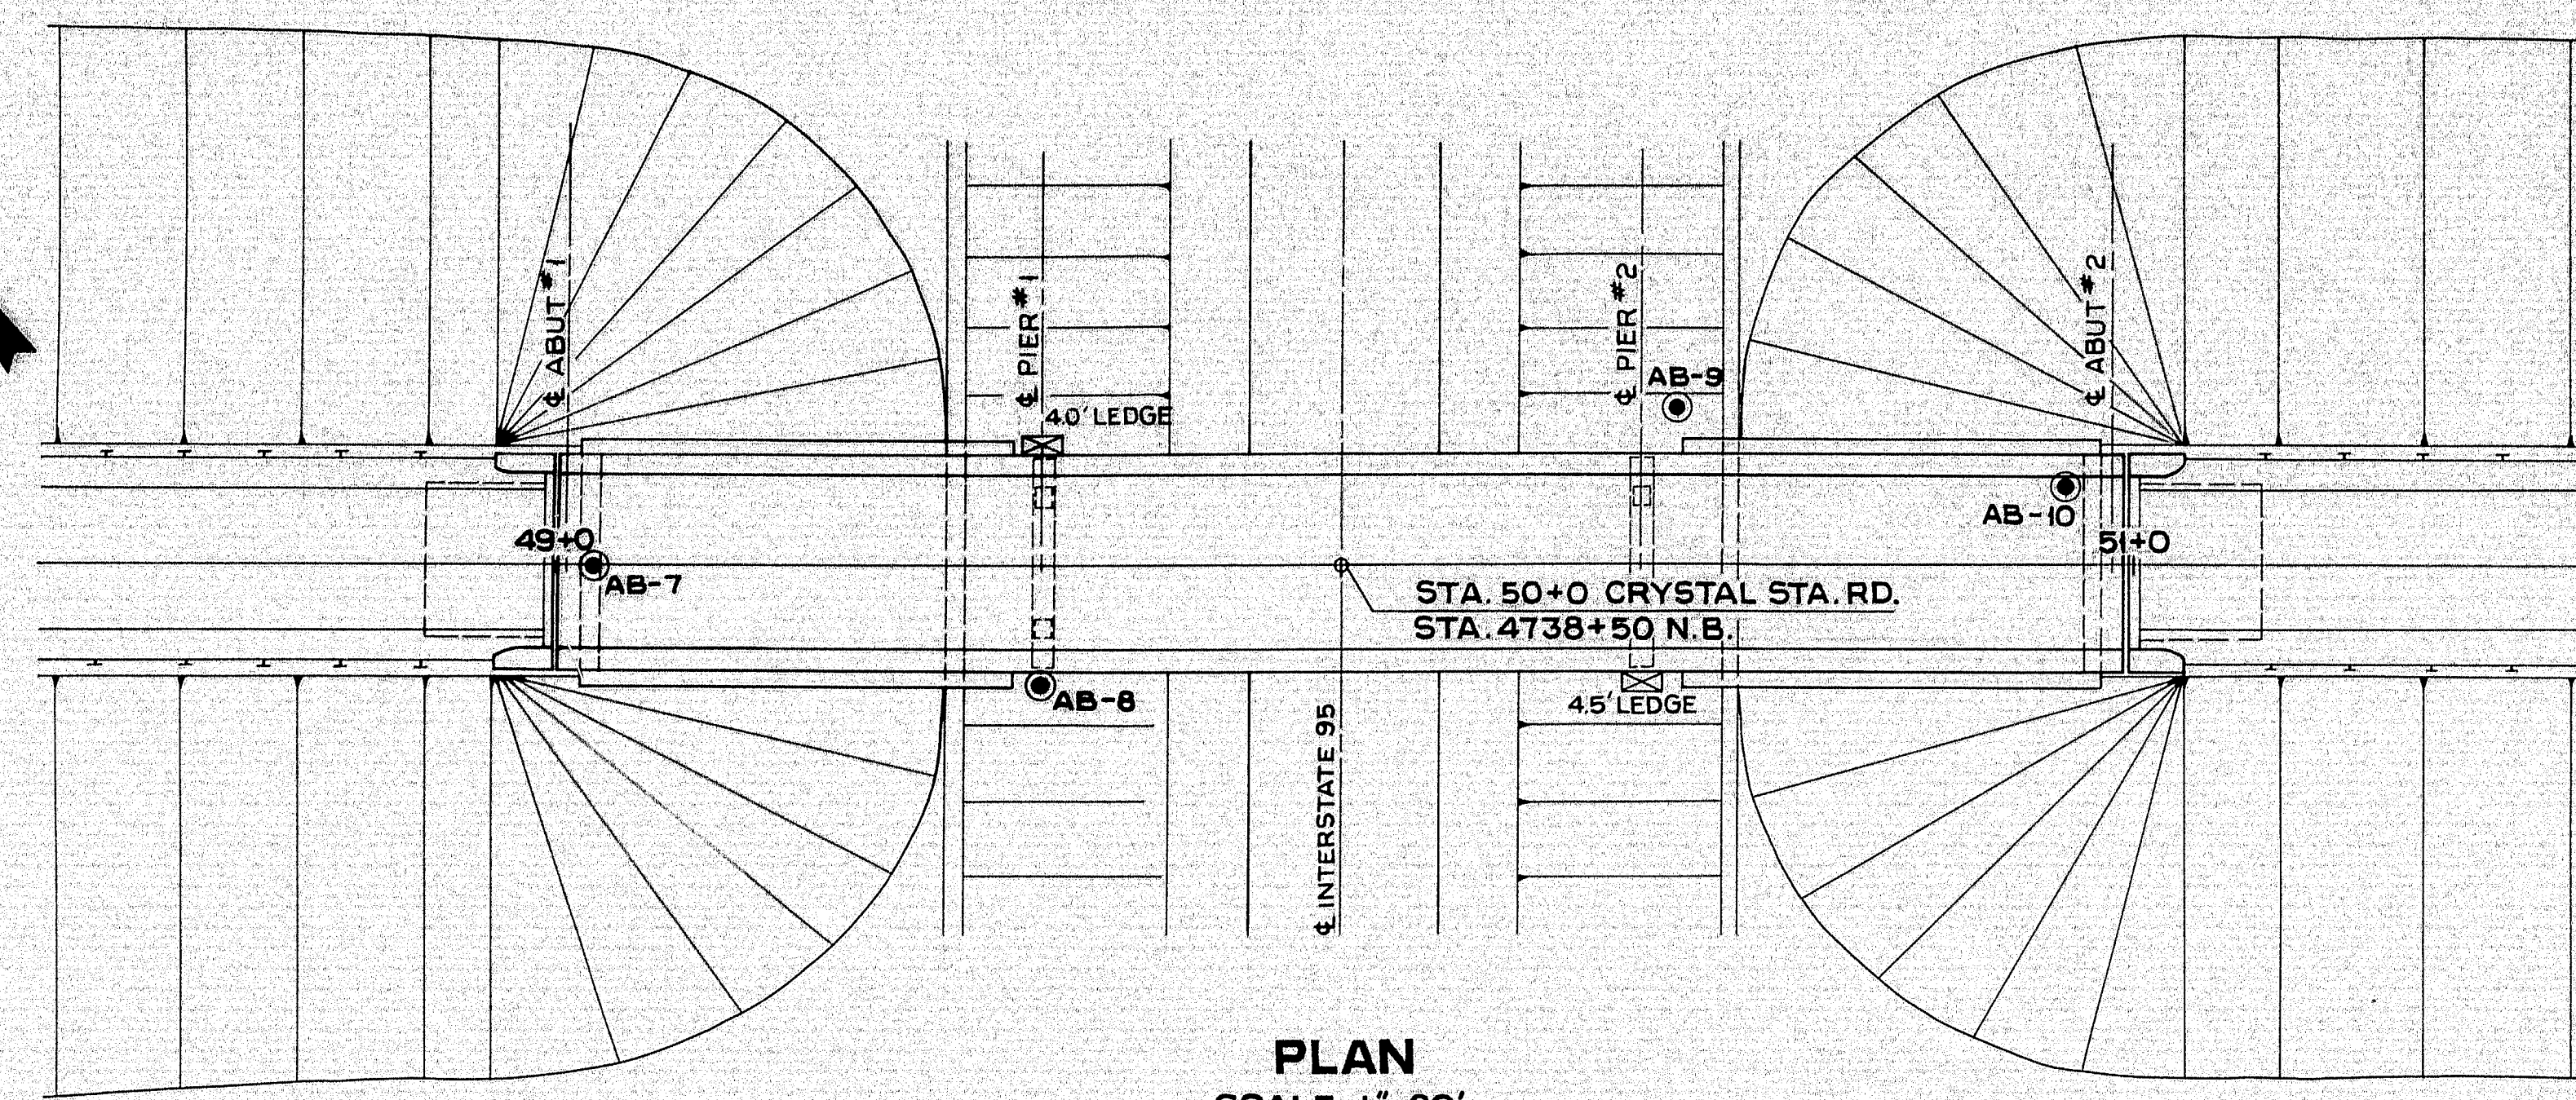 ℄ ABUT #1
℄ PIER #1
4.0' LEDGE
℄ PIER #2
AB-9
℄ ABUT #2
49+0
AB-7
AB-10
51+0
STA. 50+0 CRYSTAL STA. RD.
STA. 4738+50 N.B.
AB-8
4.5' LEDGE
℄ INTERSTATE 95
PLAN